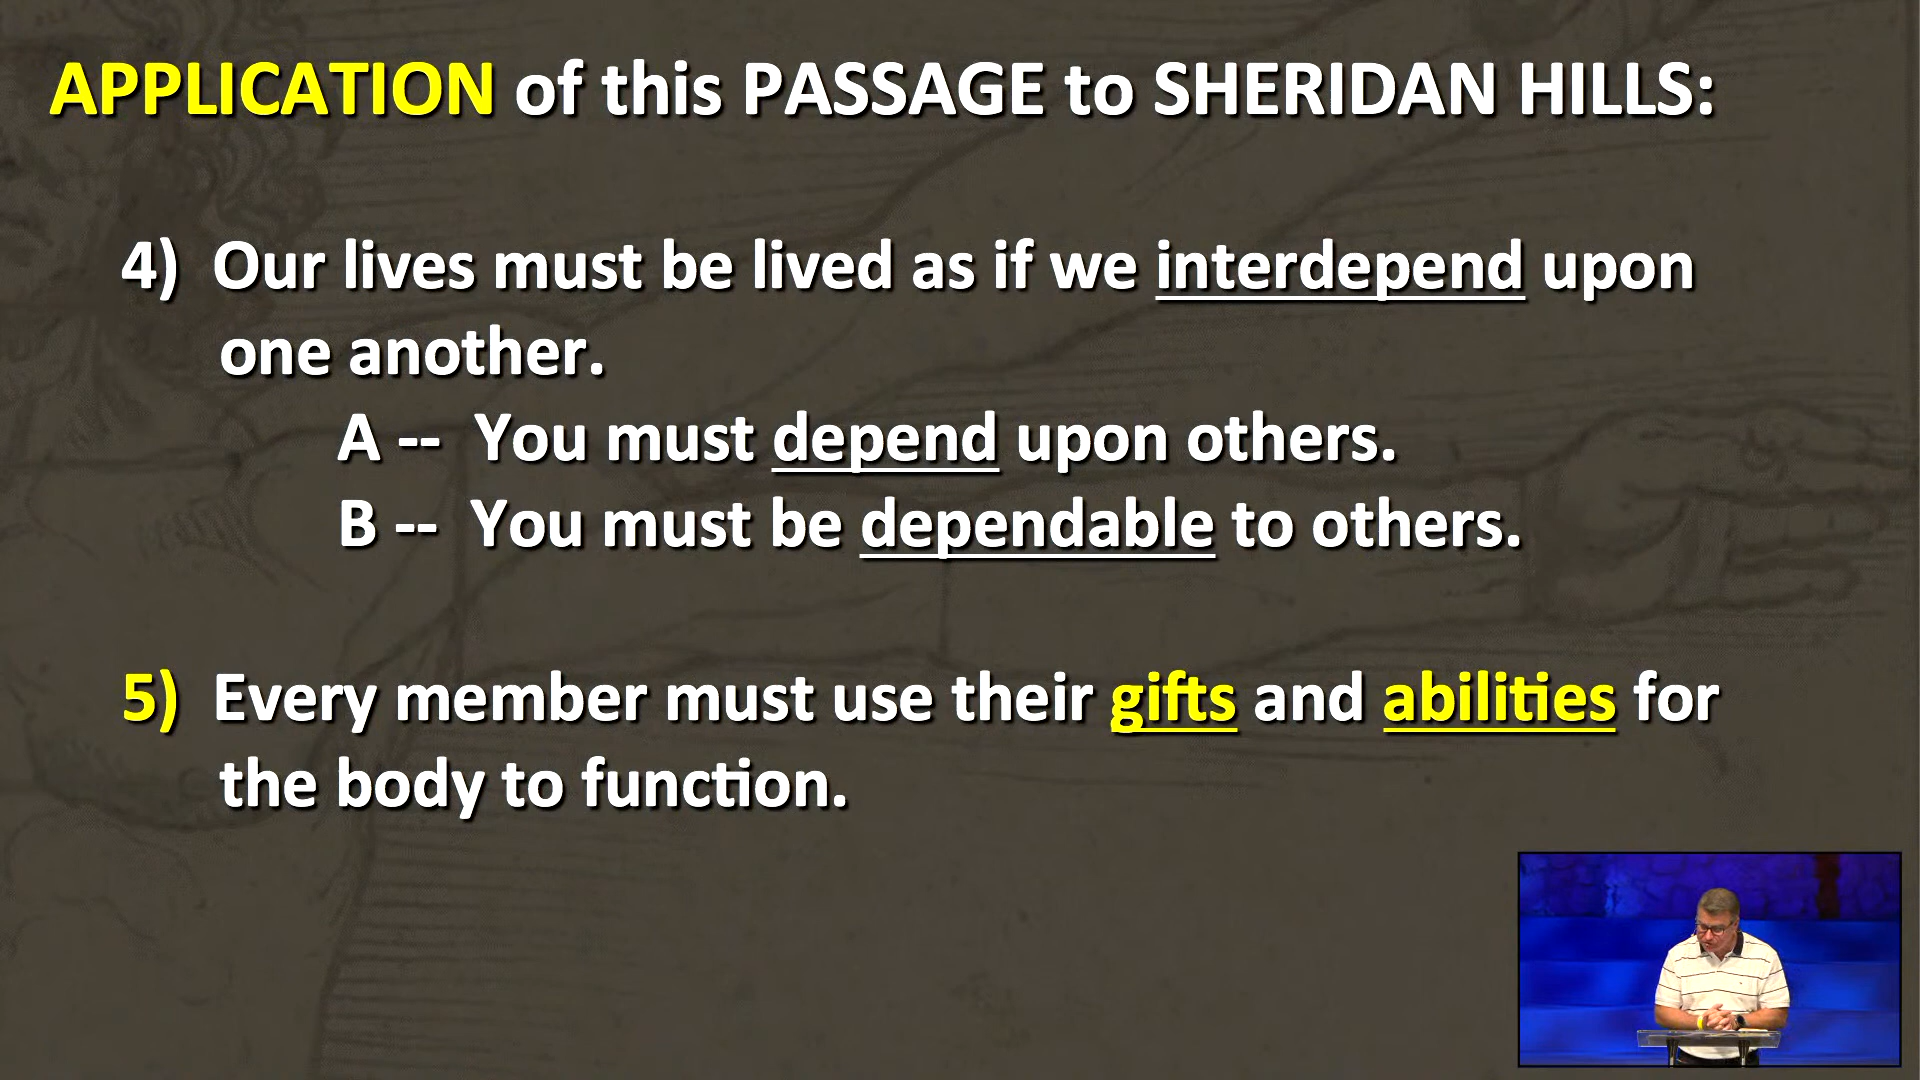 APPLICATION of this PASSAGE to SHERIDAN HILLS:
4) Our lives must be lived as if we interdepend upon
one another.
A -- You must depend upon others.
B -- You must be dependable to others.
5) Every member must use their gifts and abilities for
the body to function.